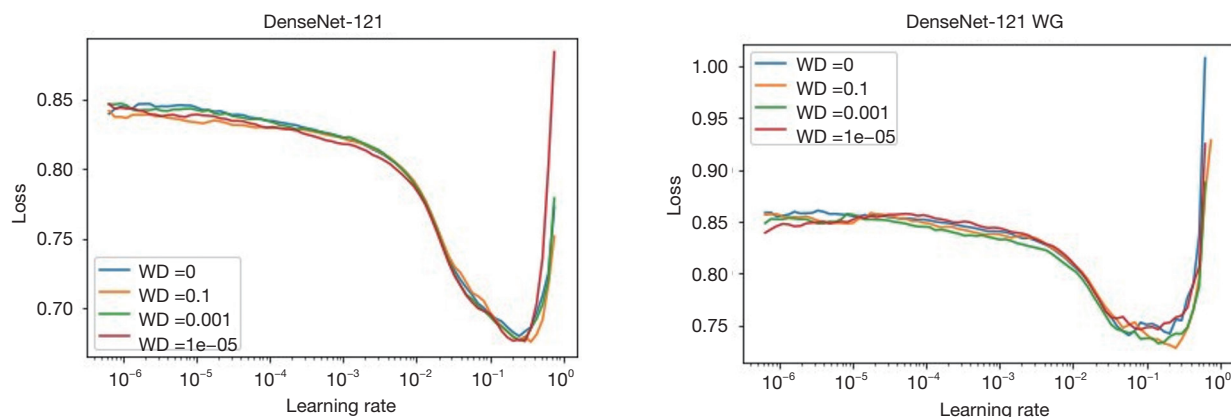 DenseNet-121
Loss
0.85
0.80
0.75
0.70
WD =0
WD =0.1
WD =0.001
WD =1e−05
10⁻⁶ 10⁻⁵ 10⁻⁴ 10⁻³ 10⁻² 10⁻¹ 10⁰
Learning rate
DenseNet-121 WG
Loss
1.00
0.95
0.90
0.85
0.80
0.75
WD =0
WD =0.1
WD =0.001
WD =1e−05
10⁻⁶ 10⁻⁵ 10⁻⁴ 10⁻³ 10⁻² 10⁻¹ 10⁰
Learning rate